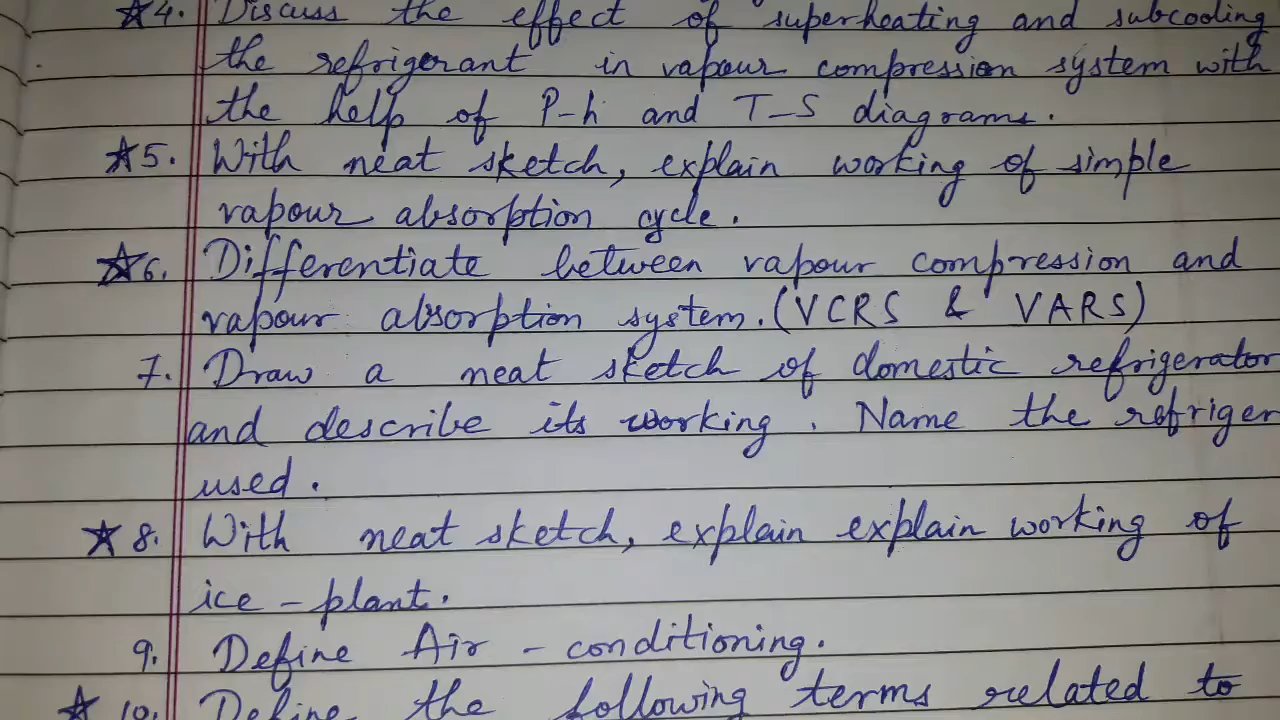 ☆4. Discuss the effect of superheating and subcooling
the refrigerant in vapour compression system with
the help of P-h and T-S diagrams.
☆5. With neat sketch, explain working of simple
vapour absorption cycle.
☆6. Differentiate between vapour compression and
vapour absorption system. (VCRS & VARS)
7. Draw a neat sketch of domestic refrigerator
and describe its working. Name the refriger
used.
☆8. With neat sketch, explain explain working of
ice-plant.
9. Define Air-conditioning.
☆10. Define the following terms related to